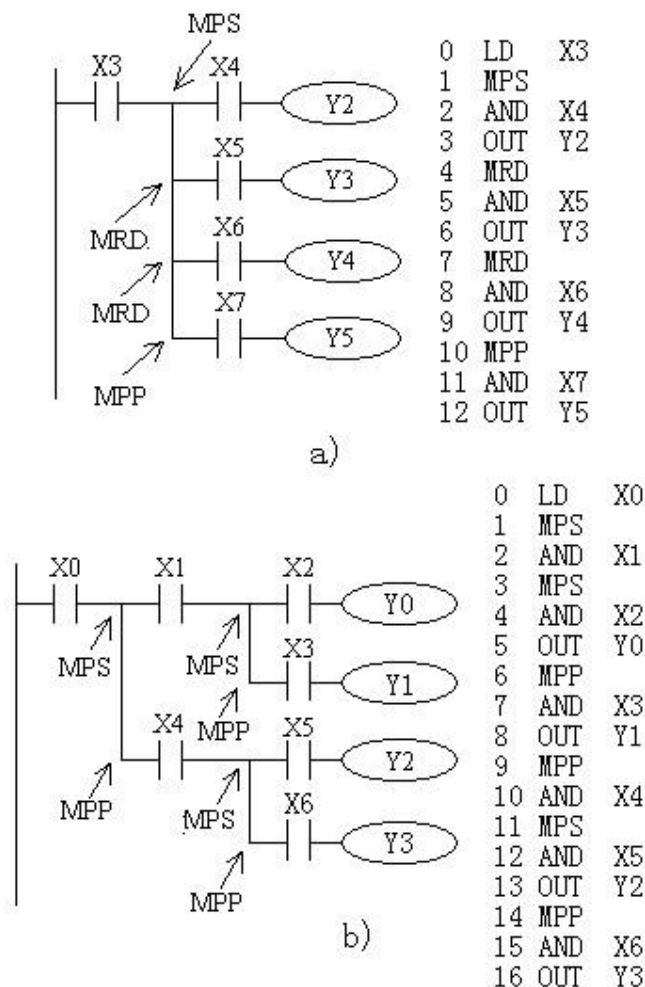 MPS
X3 X4
Y2
X5
Y3
MRD
X6
Y4
MRD
X7
Y5
MPP
0 LD X3
1 MPS
2 AND X4
3 OUT Y2
4 MRD
5 AND X5
6 OUT Y3
7 MRD
8 AND X6
9 OUT Y4
10 MPP
11 AND X7
12 OUT Y5
a)
X0 X1 X2
Y0
MPS MPS
X3
Y1
MPP
X4 X5
Y2
MPP MPS
X6
Y3
MPP
0 LD X0
1 MPS
2 AND X1
3 MPS
4 AND X2
5 OUT Y0
6 MPP
7 AND X3
8 OUT Y1
9 MPP
10 AND X4
11 MPS
12 AND X5
13 OUT Y2
14 MPP
15 AND X6
16 OUT Y3
b)